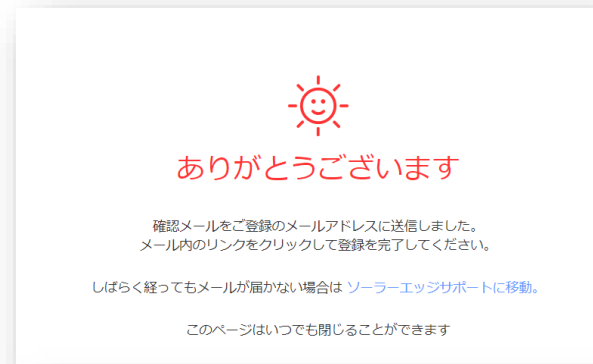 ありがとうございます
確認メールをご登録のメールアドレスに送信しました。
メール内のリンクをクリックして登録を完了してください。
しばらく経ってもメールが届かない場合は ソーラーエッジサポートに移動。
このページはいつでも閉じることができます